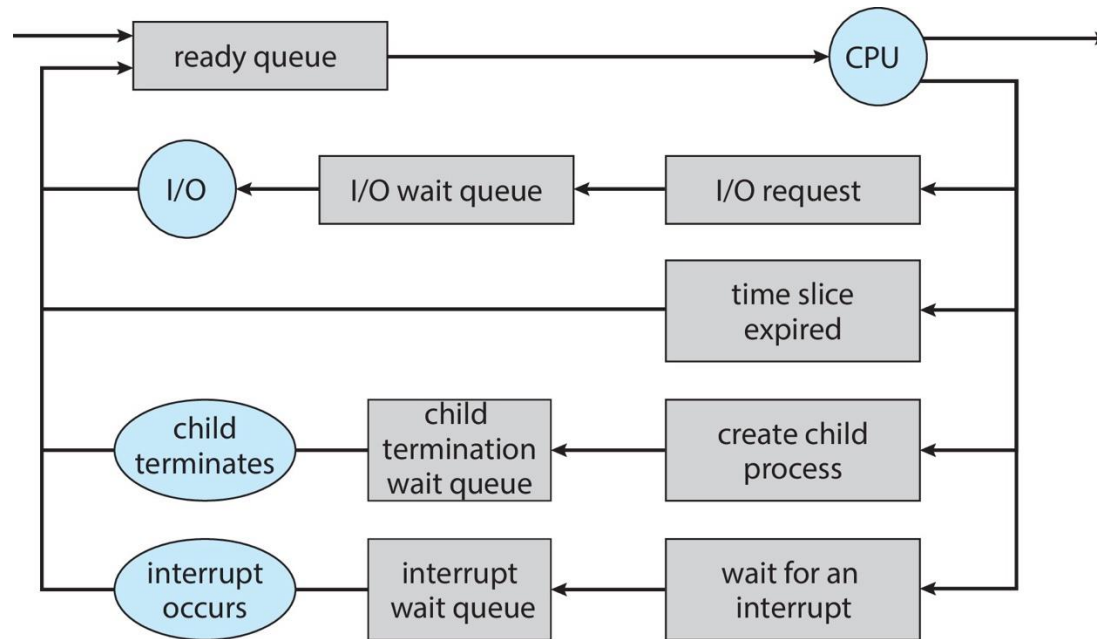 ready queue
CPU
I/O
I/O wait queue
I/O request
time slice
expired
child
terminates
child
termination
wait queue
create child
process
interrupt
occurs
interrupt
wait queue
wait for an
interrupt